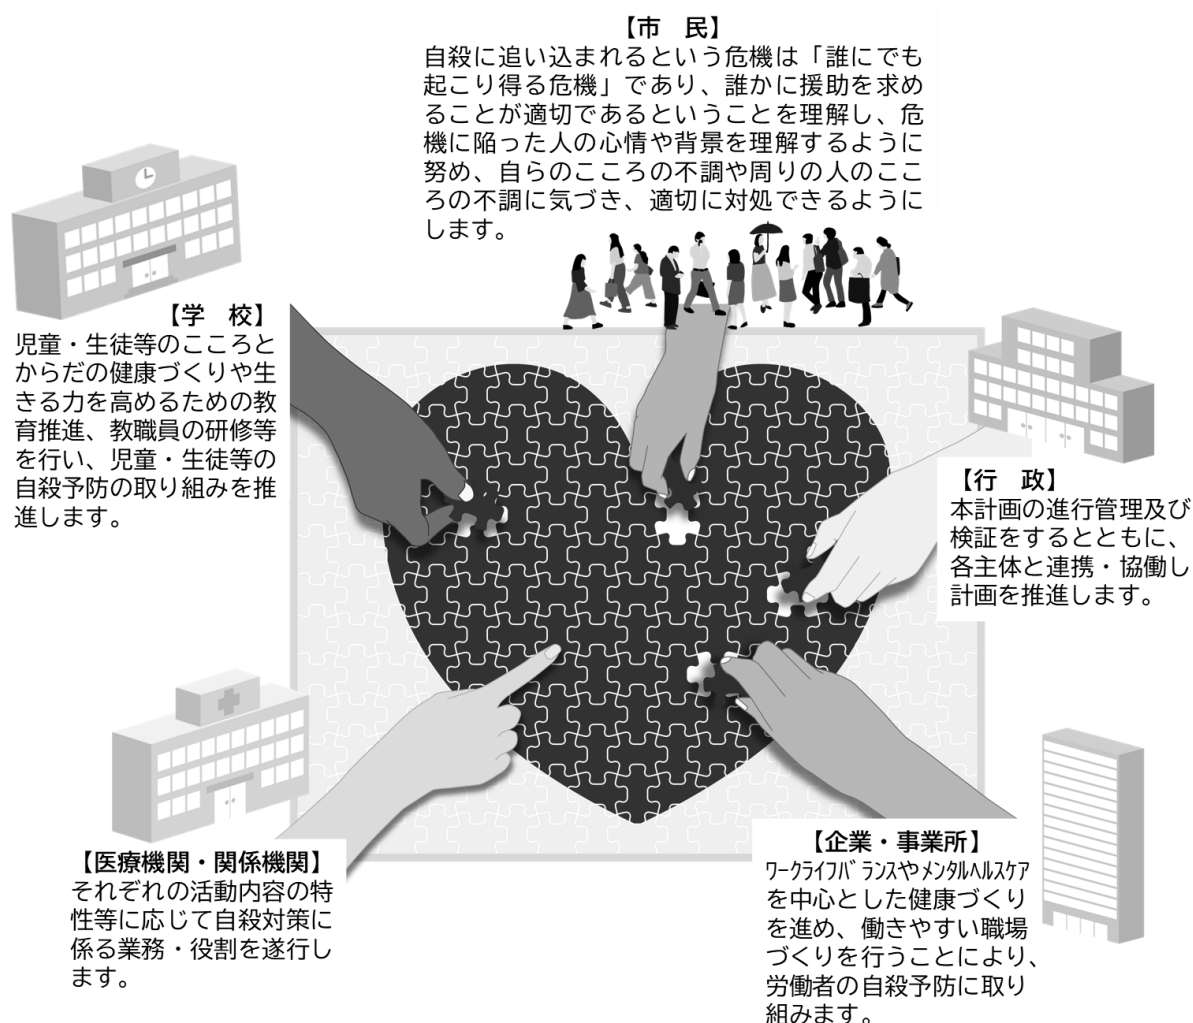 【市　民】
自殺に追い込まれるという危機は「誰にでも
起こり得る危機」であり、誰かに援助を求め
ることが適切であるということを理解し、危
機に陥った人の心情や背景を理解するように
努め、自らのこころの不調や周りの人のここ
ろの不調に気づき、適切に対処できるように
します。
【学　校】
児童・生徒等のこころと
からだの健康づくりや生
きる力を高めるための教
育推進、教職員の研修等
を行い、児童・生徒等の
自殺予防の取り組みを推
進します。
【行　政】
本計画の進行管理及び
検証をするとともに、
各主体と連携・協働し
計画を推進します。
【医療機関・関係機関】
それぞれの活動内容の特
性等に応じて自殺対策に
係る業務・役割を遂行し
ます。
【企業・事業所】
ﾜｰｸﾗｲﾌﾊﾞﾗﾝｽやﾒﾝﾀﾙﾍﾙｽｹｱ
を中心とした健康づくり
を進め、働きやすい職場
づくりを行うことにより、
労働者の自殺予防に取り
組みます。